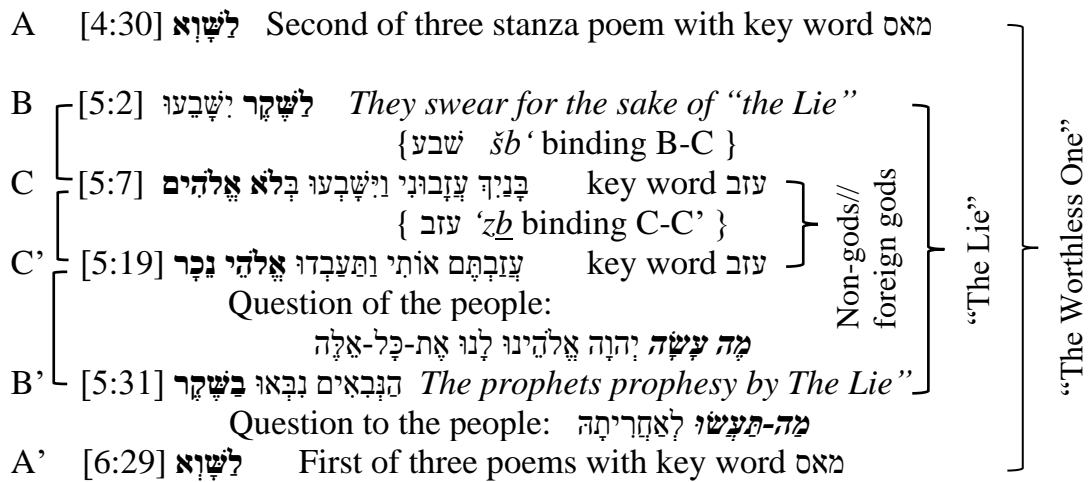 A [4:30] לַשָּׁוְא Second of three stanza poem with key word מאס
B [5:2] לַשֶּׁקֶר יִשָּׁבֵעוּ They swear for the sake of “the Lie”
{שׁבע šb‘ binding B-C }
C [5:7] בָּנַיִךְ עֲזָבוּנִי וַיִּשָּׁבְעוּ בְּלֹא אֱלֹהִים key word עזב
{ עזב ‘zḇ binding C-C’ }
C’ [5:19] עֲזַבְתֶּם אוֹתִי וַתַּעַבְדוּ אֱלֹהֵי נֵכָר key word עזב
Question of the people:
מֶה עָשָׂה יְהוָה אֱלֹהֵינוּ לָנוּ אֶת-כָּל-אֵלֶּה
B’ [5:31] הַנְּבִאִים נִבְּאוּ בַשֶּׁקֶר The prophets prophesy by The Lie”
Question to the people: מַה-תַּעֲשׂוּ לְאַחֲרִיתָהּ
A’ [6:29] לַשָּׁוְא First of three poems with key word מאס
Non-gods//
foreign gods
“The Lie”
“The Worthless One”